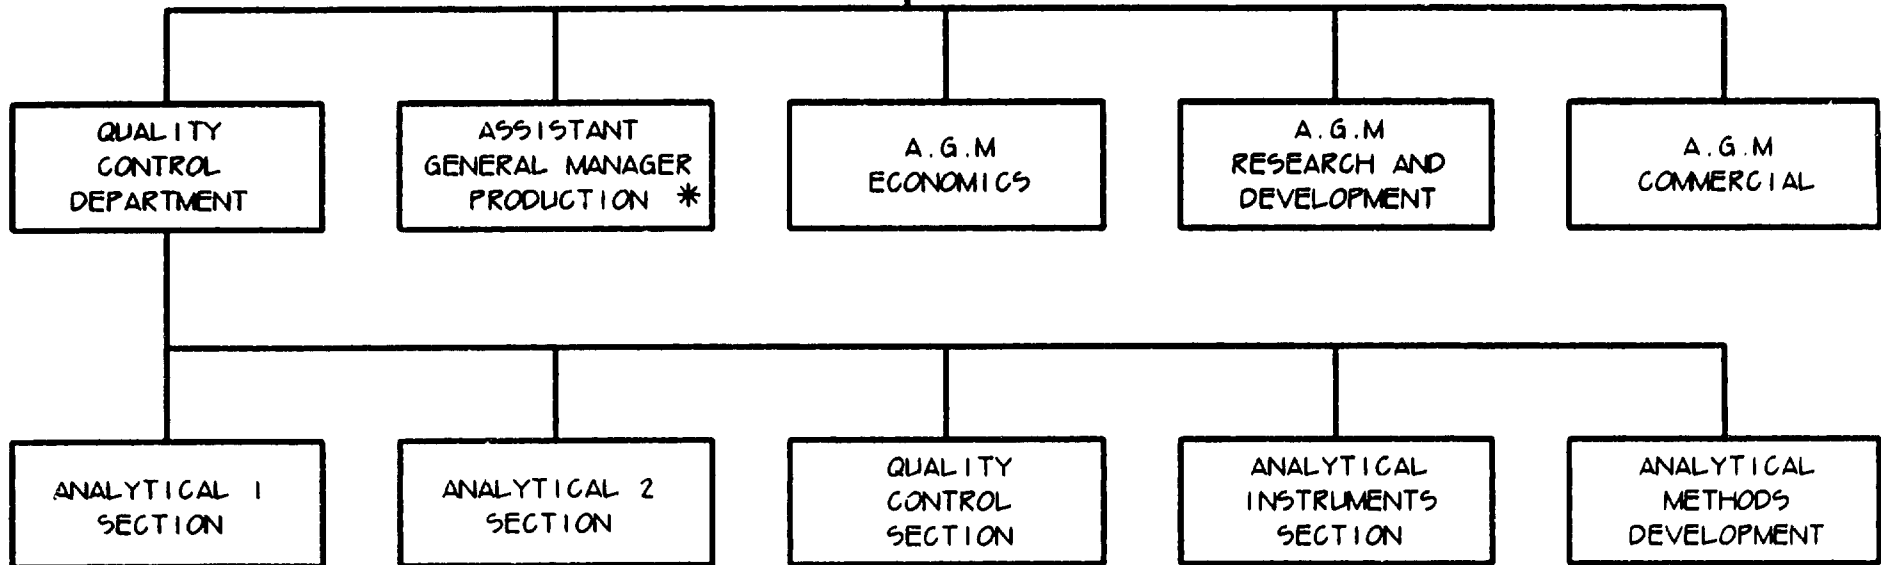 QUALITY
CONTROL
DEPARTMENT
ASSISTANT
GENERAL MANAGER
PRODUCTION *
A.G.M
ECONOMICS
A.G.M
RESEARCH AND
DEVELOPMENT
A.G.M
COMMERCIAL
ANALYTICAL 1
SECTION
ANALYTICAL 2
SECTION
QUALITY
CONTROL
SECTION
ANALYTICAL
INSTRUMENTS
SECTION
ANALYTICAL
METHODS
DEVELOPMENT